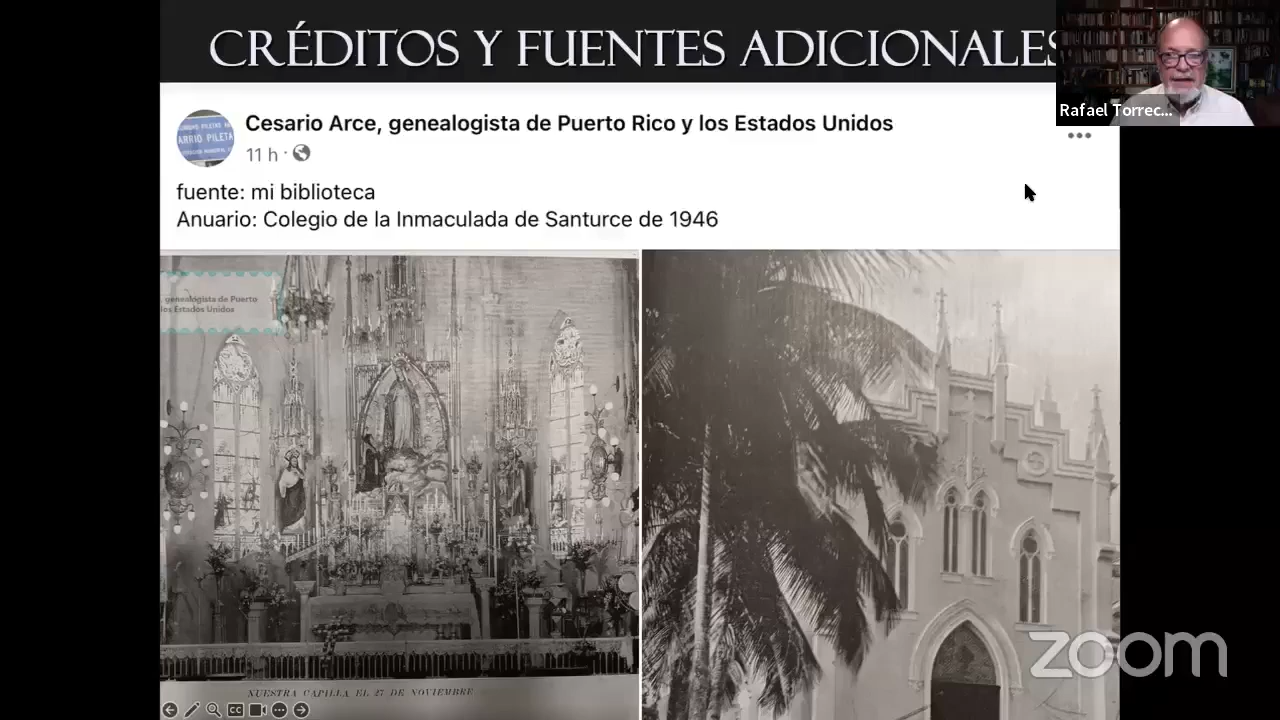 CRÉDITOS Y FUENTES ADICIONALES
Rafael Torrec...
Cesario Arce, genealogista de Puerto Rico y los Estados Unidos
11 h ·
fuente: mi biblioteca
Anuario: Colegio de la Inmaculada de Santurce de 1946
, genealogista de Puerto
los Estados Unidos
NUESTRA CAPILLA EL 27 DE NOVIEMBRE
CC
zoom